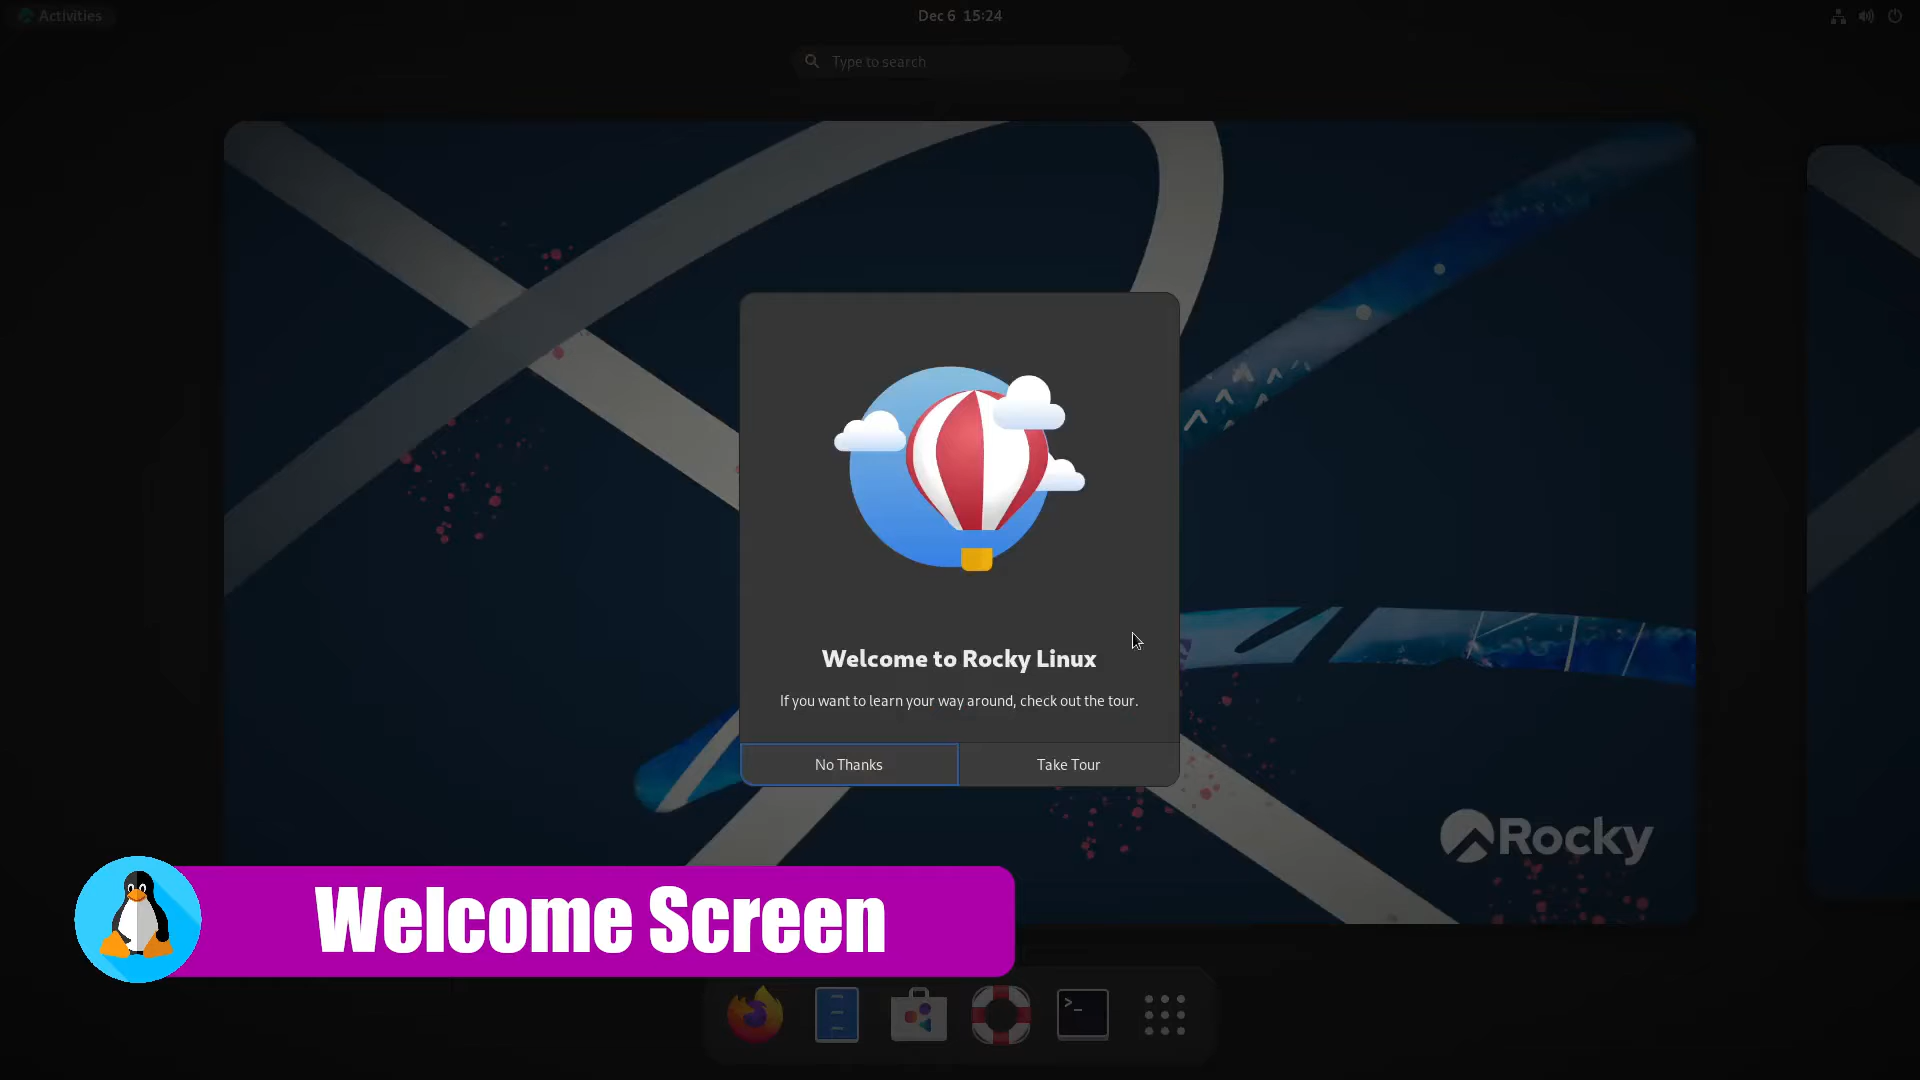 Activities
Dec 6 15:24
Type to search
Welcome to Rocky Linux
If you want to learn your way around, check out the tour.
No Thanks
Take Tour
Rocky
Welcome Screen
>_